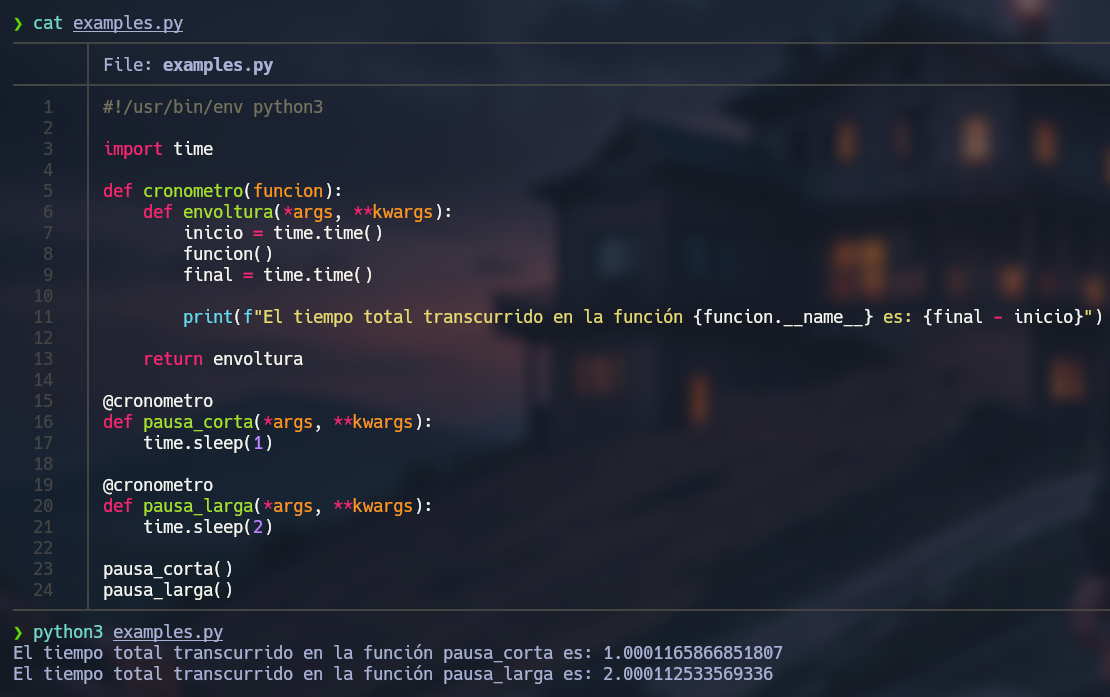 ❯ cat examples.py
File: examples.py
1 #!/usr/bin/env python3
2
3 import time
4
5 def cronometro(funcion):
6     def envoltura(*args, **kwargs):
7         inicio = time.time()
8         funcion()
9         final = time.time()
10
11         print(f"El tiempo total transcurrido en la función {funcion.__name__} es: {final - inicio}")
12
13     return envoltura
14
15 @cronometro
16 def pausa_corta(*args, **kwargs):
17     time.sleep(1)
18
19 @cronometro
20 def pausa_larga(*args, **kwargs):
21     time.sleep(2)
22
23 pausa_corta()
24 pausa_larga()
❯ python3 examples.py
El tiempo total transcurrido en la función pausa_corta es: 1.0001165866851807
El tiempo total transcurrido en la función pausa_larga es: 2.000112533569336